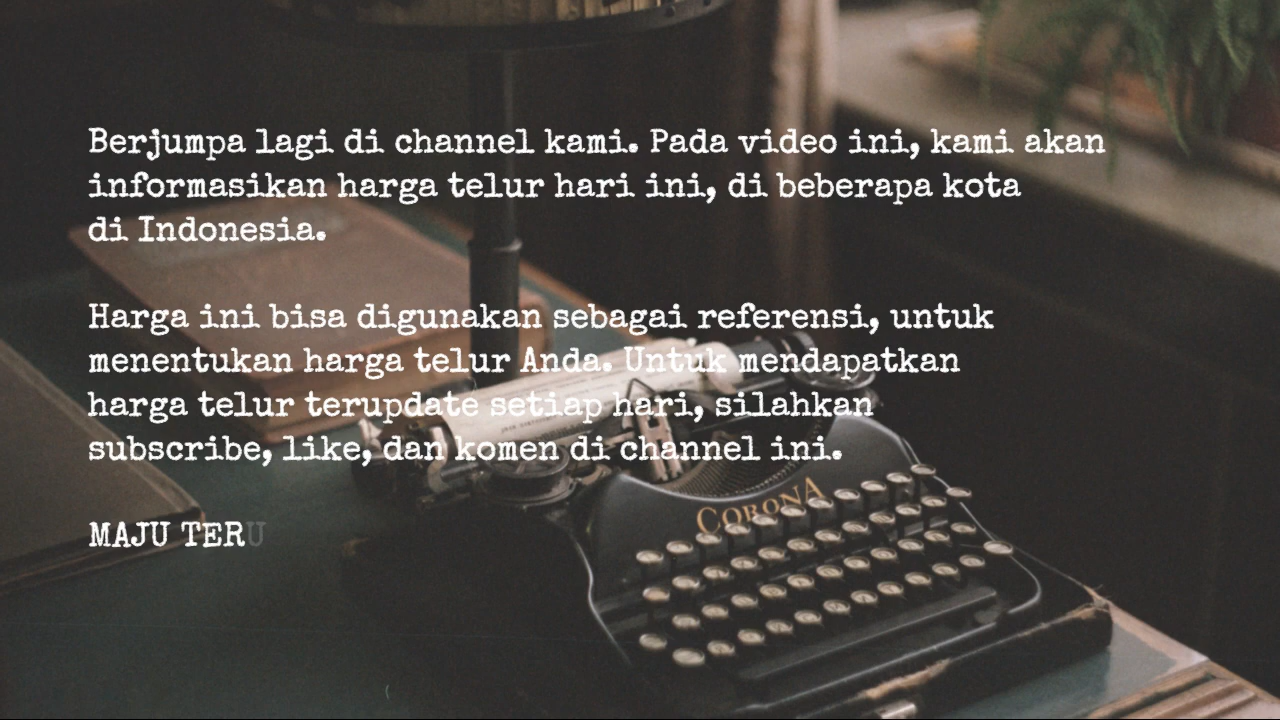 Berjumpa lagi di channel kami. Pada video ini, kami akan
informasikan harga telur hari ini, di beberapa kota
di Indonesia.
Harga ini bisa digunakan sebagai referensi, untuk
menentukan harga telur Anda. Untuk mendapatkan
harga telur terupdate setiap hari, silahkan
subscribe, like, dan komen di channel ini.
MAJU TERU
CORONA